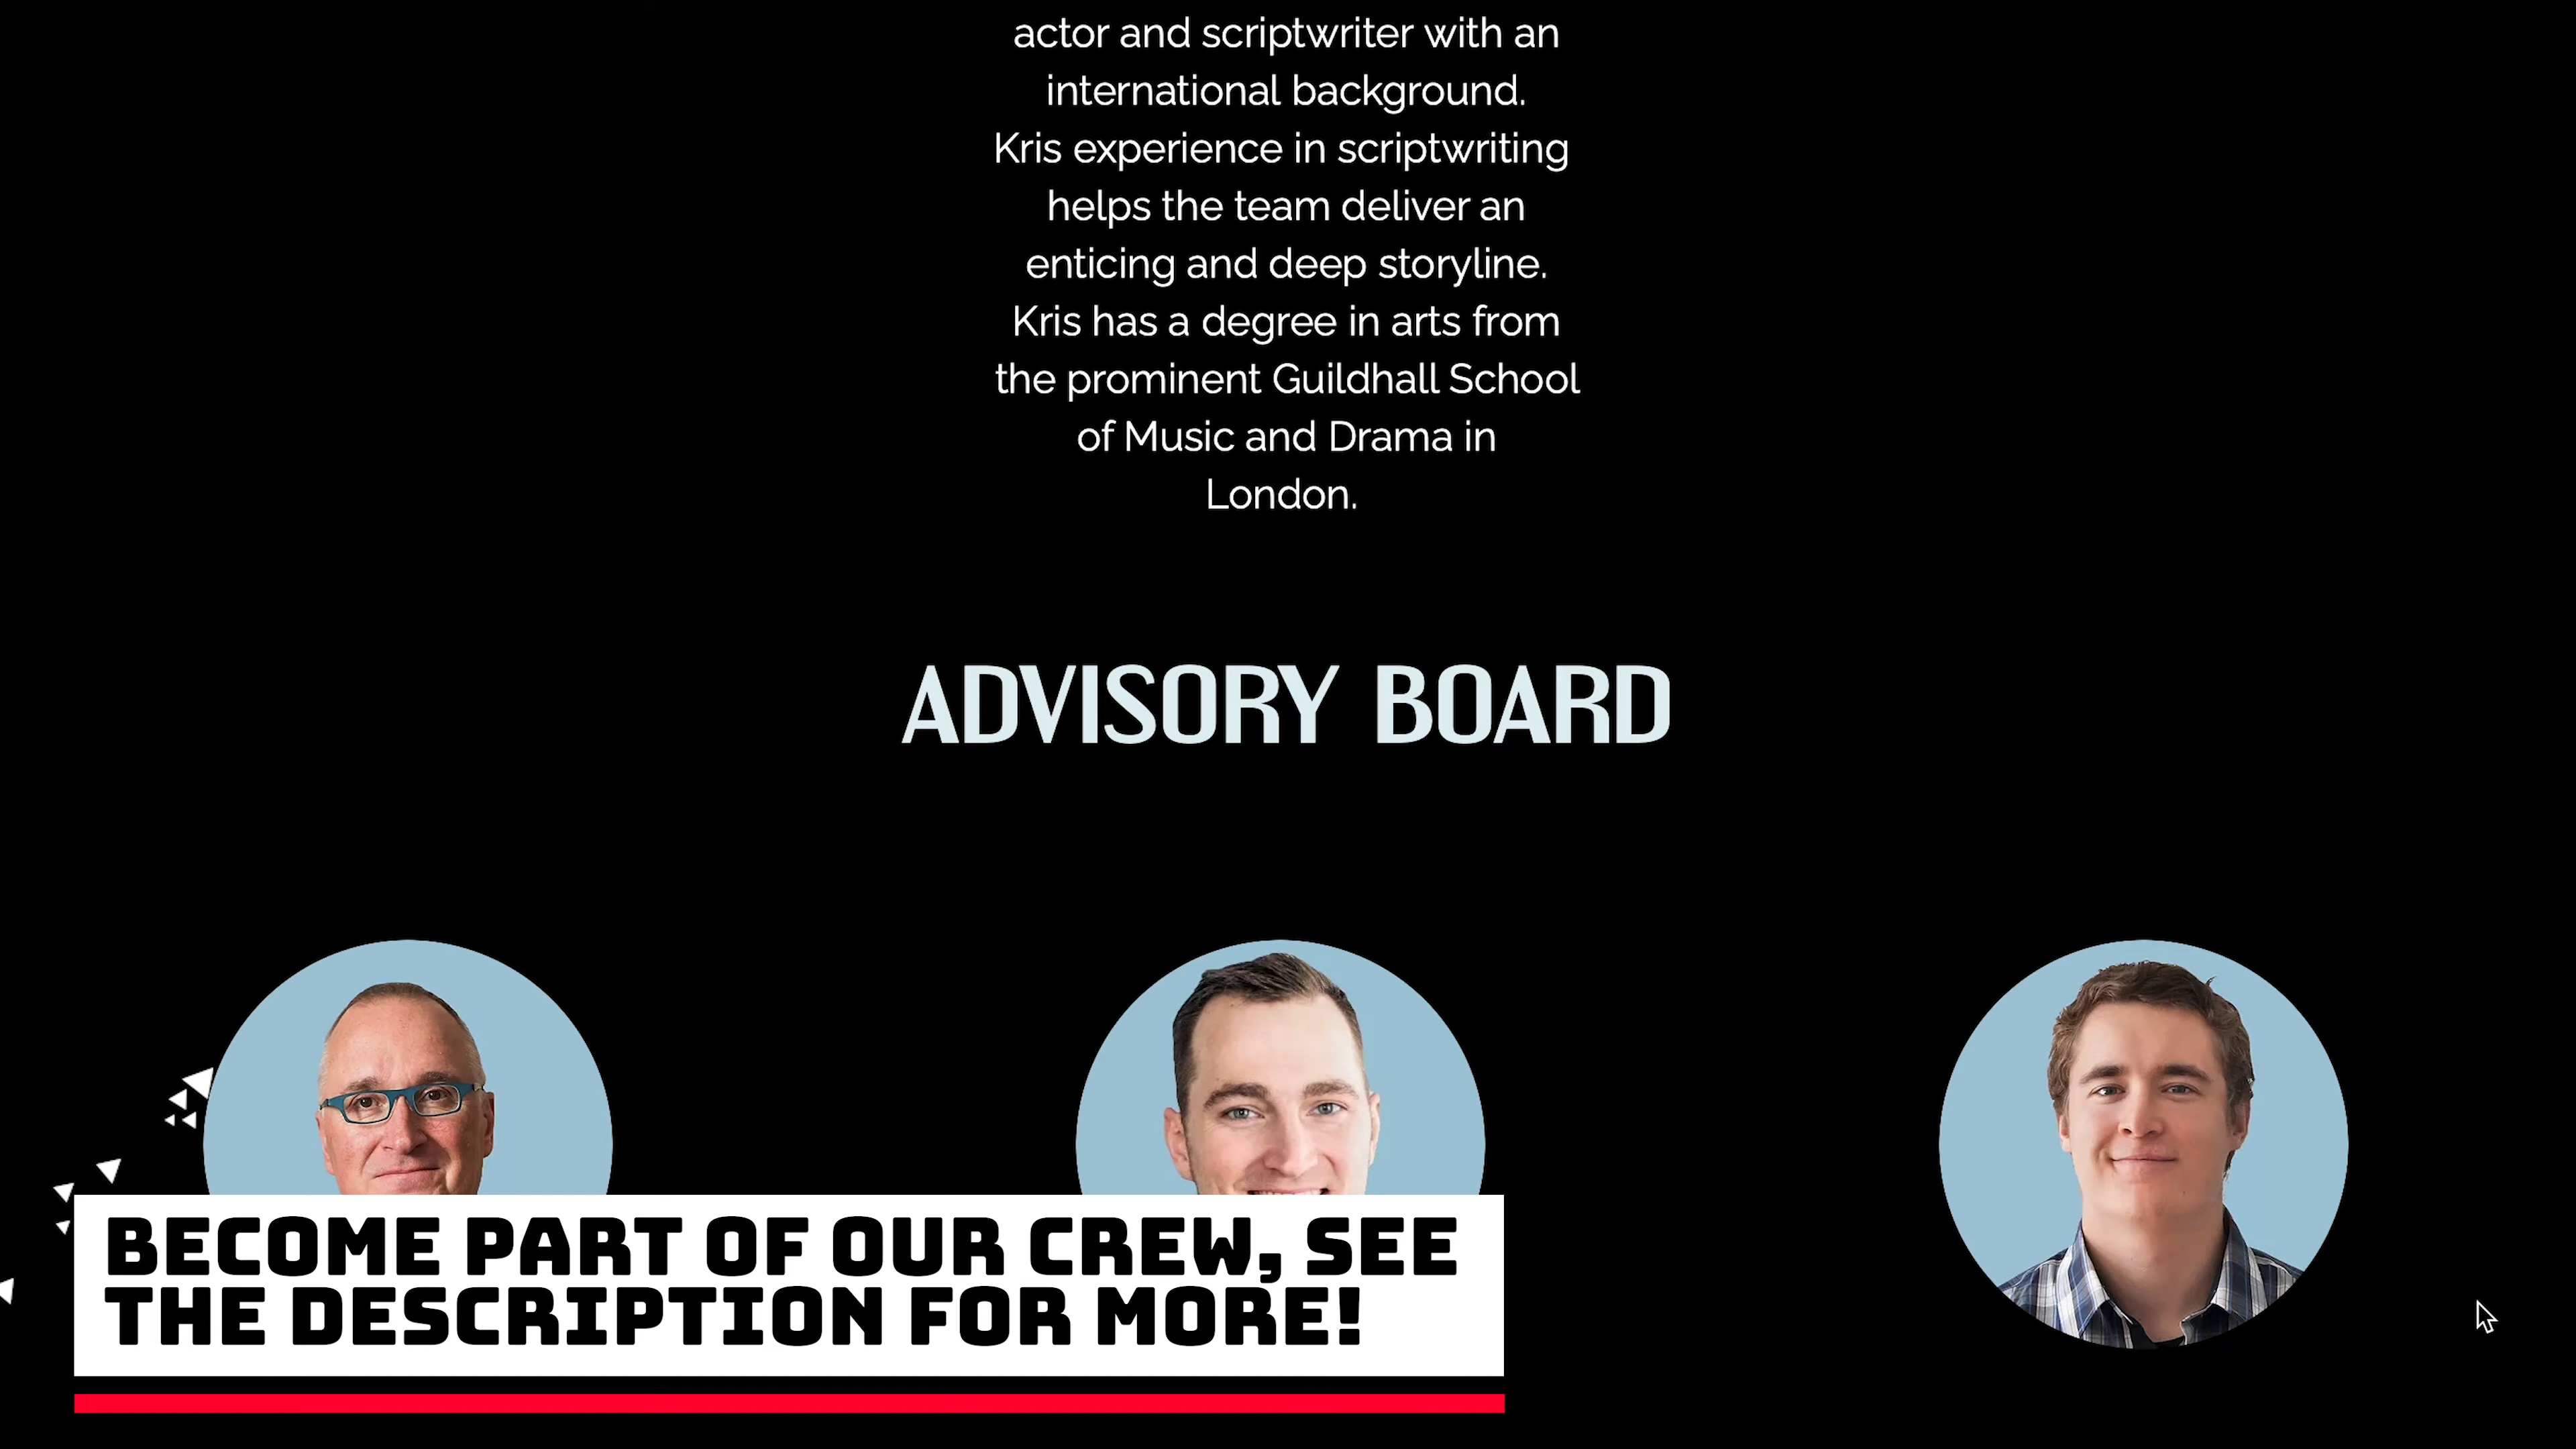 actor and scriptwriter with an
international background.
Kris experience in scriptwriting
helps the team deliver an
enticing and deep storyline.
Kris has a degree in arts from
the prominent Guildhall School
of Music and Drama in
London.
ADVISORY BOARD
BECOME PART OF OUR CREW, SEE
THE DESCRIPTION FOR MORE!